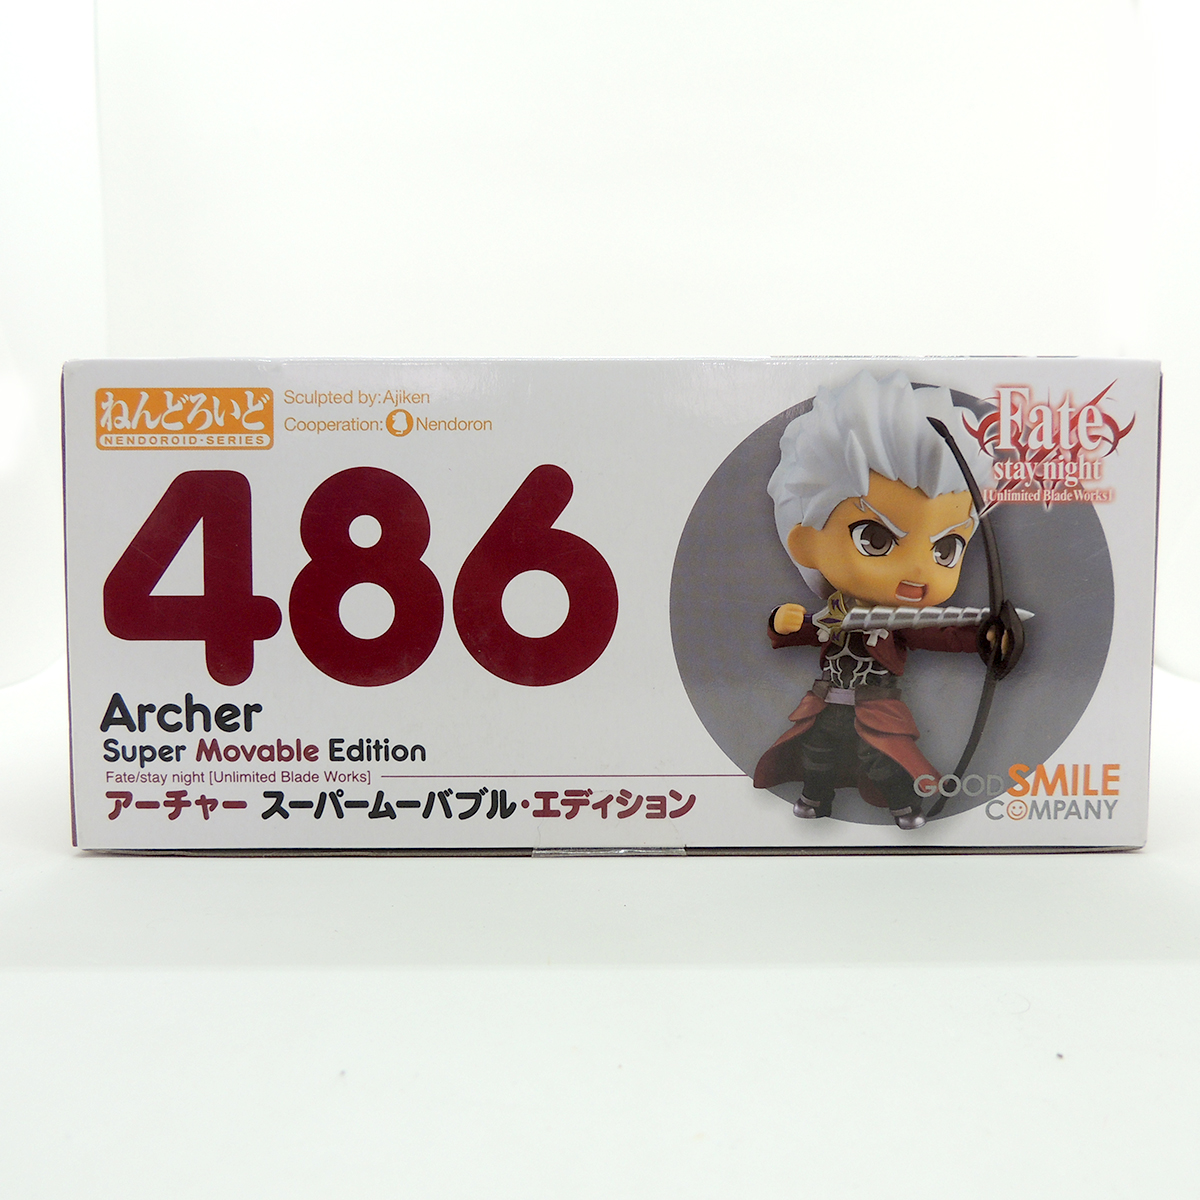 ねんどろいど
NENDOROID-SERIES
Sculpted by:Ajiken
Cooperation: Nendoron
486
Archer
Super Movable Edition
Fate/stay night [Unlimited Blade Works]
アーチャー スーパームーバブル・エディション
Fate
stay night
[Unlimited Blade Works]
GOOD SMILE
COMPANY